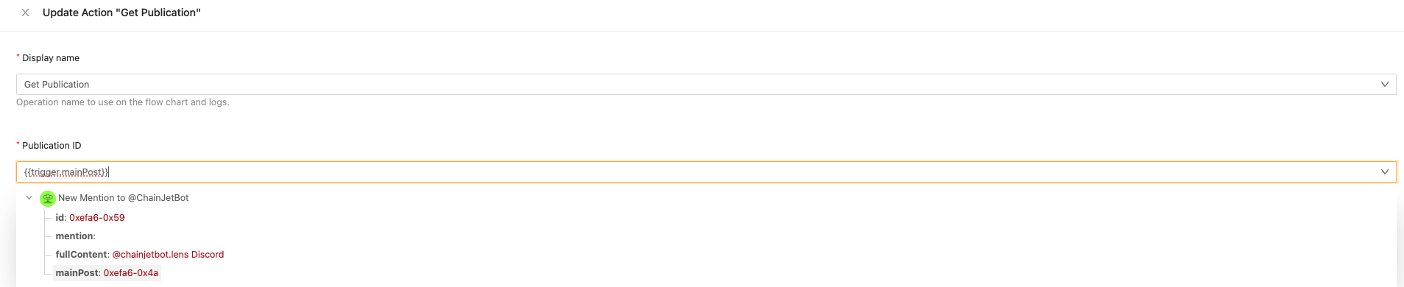 Update Action "Get Publication"
* Display name
Get Publication
Operation name to use on the flow chart and logs.
* Publication ID
{{trigger.mainPost}}
New Mention to @ChainJetBot
id: 0xefa6-0x59
mention:
fullContent: @chainjetbot.lens Discord
mainPost: 0xefa6-0x4a